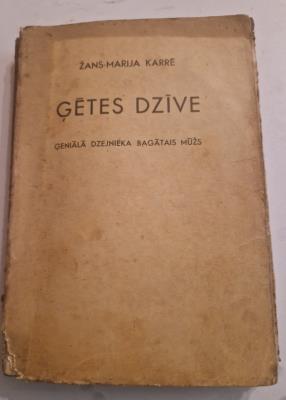 ŽANS-MARIJA KARRĒ
ĢĒTES DZĪVE
ĢENIĀLĀ DZEJNIEKA BAGĀTAIS MŪŽS